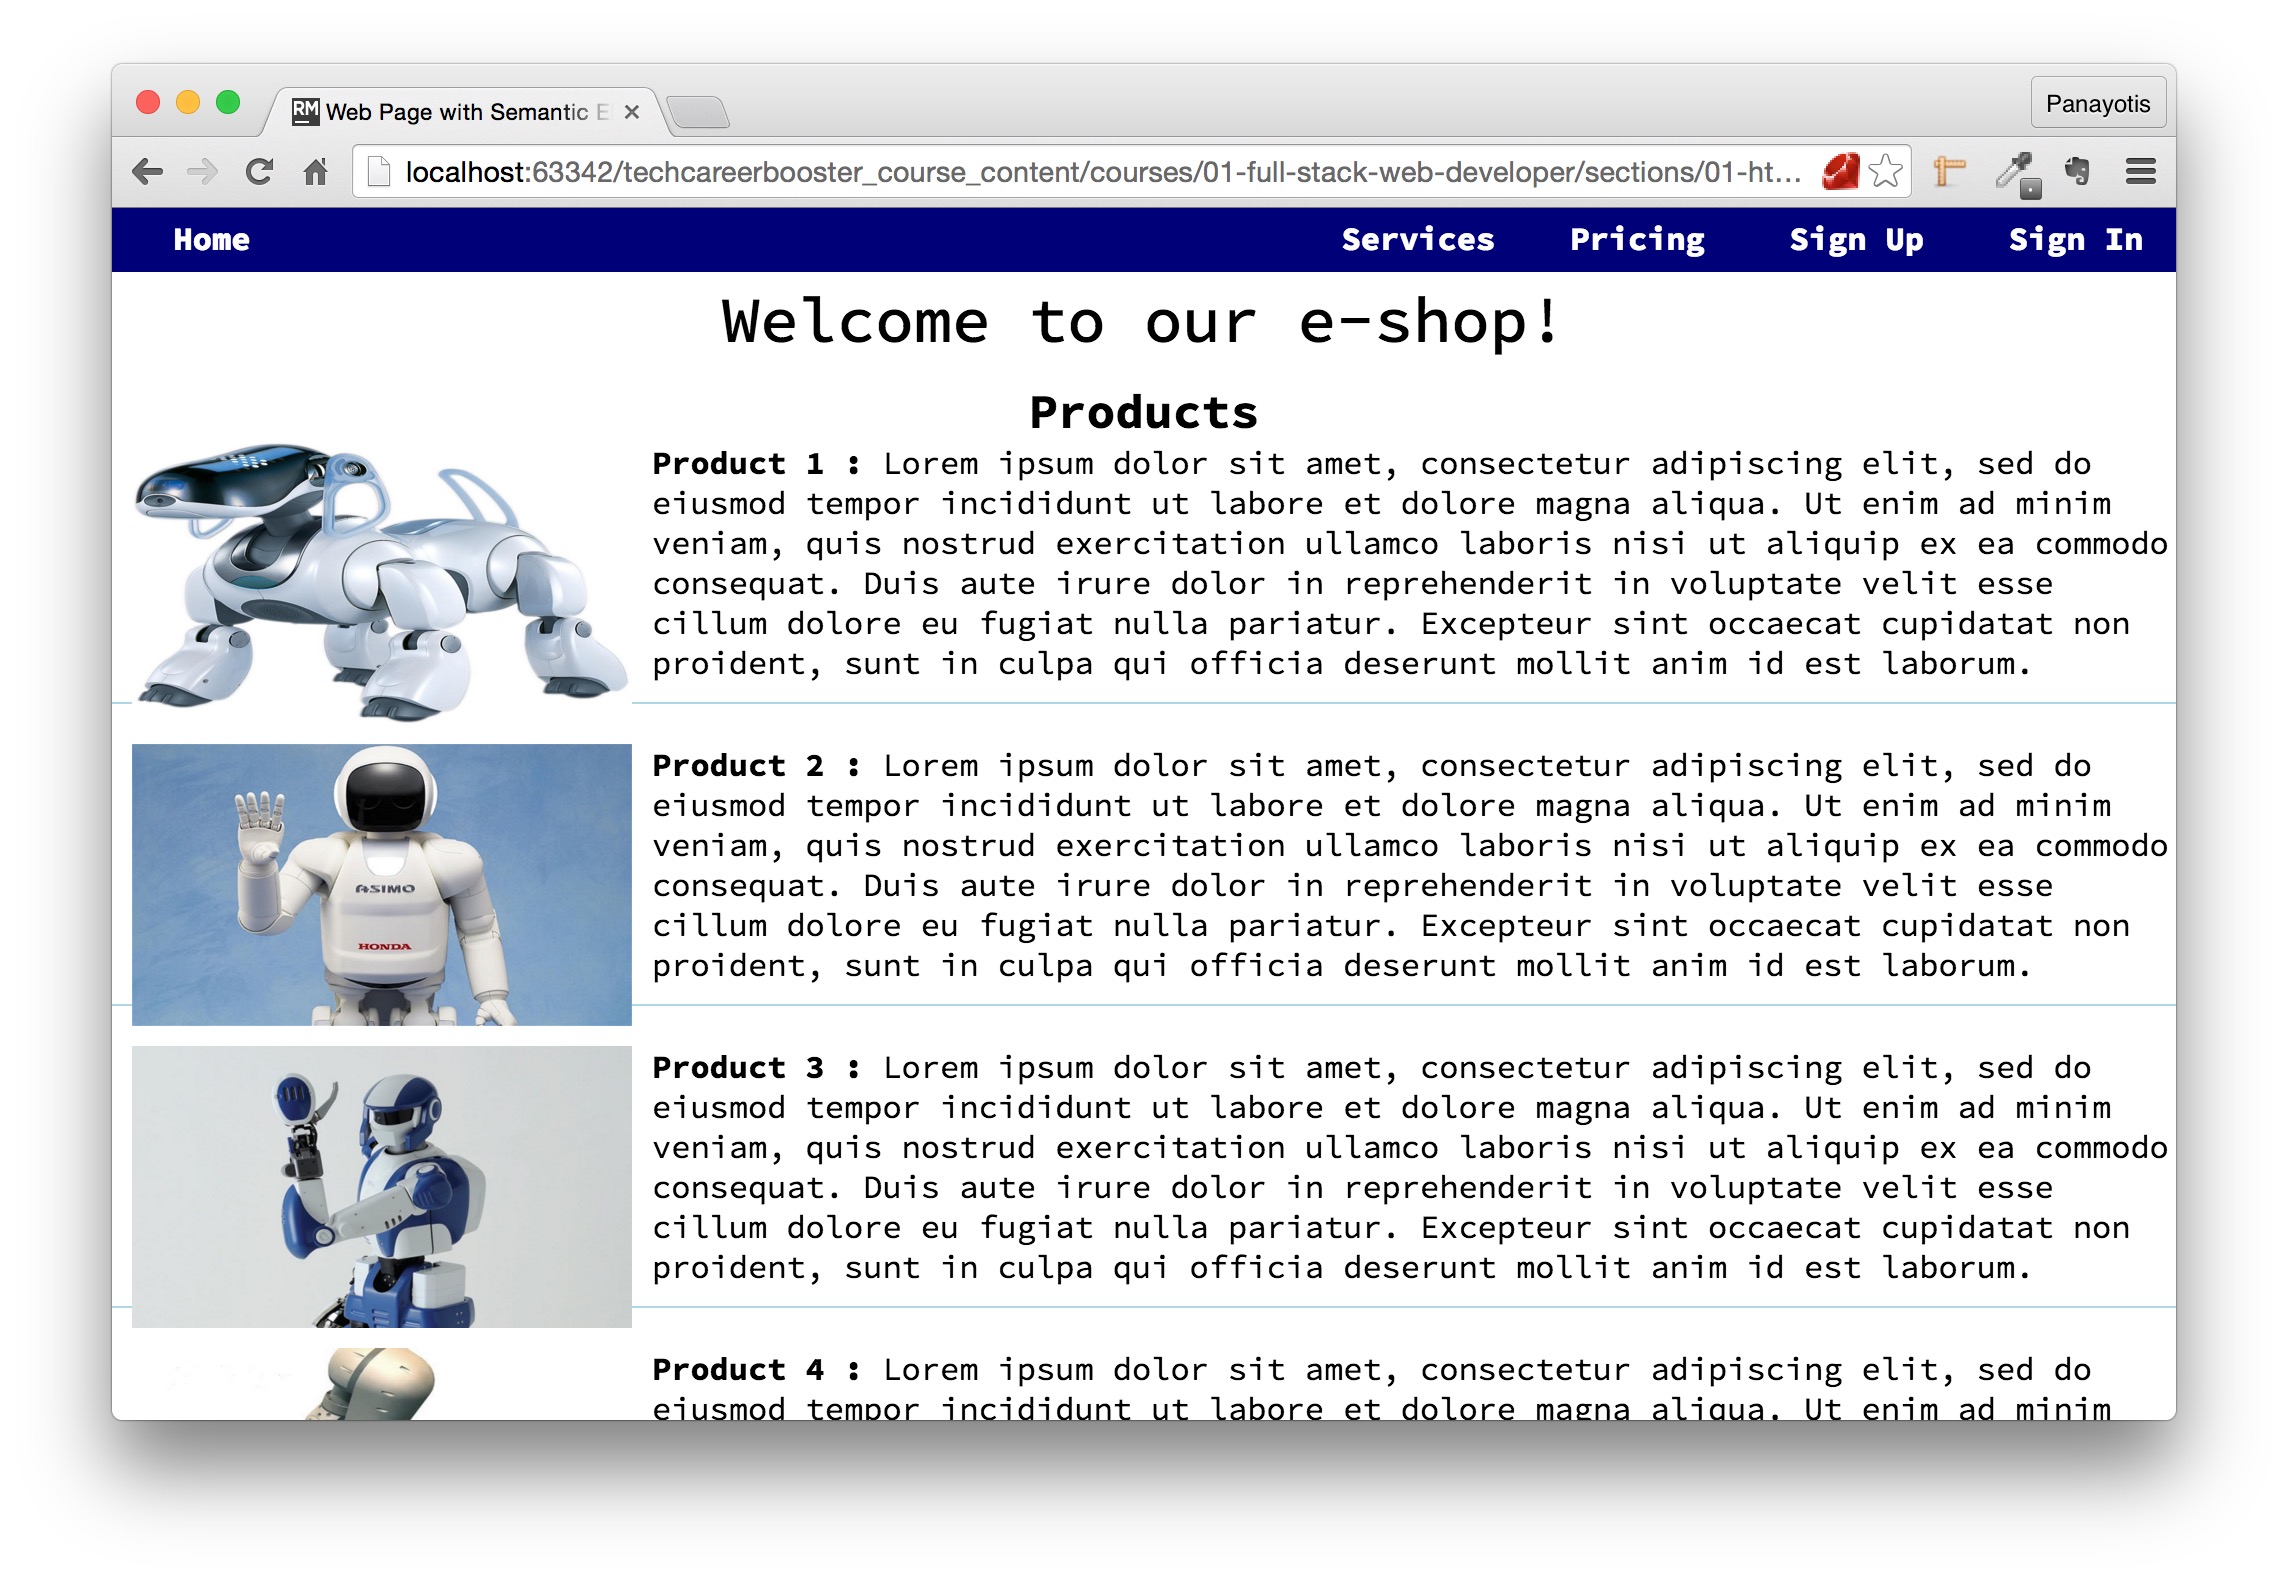 RM Web Page with Semantic
Panayotis
localhost:63342/techcareerbooster_course_content/courses/01-full-stack-web-developer/sections/01-ht...
Home Services Pricing Sign Up Sign In
Welcome to our e-shop!
Products
Product 1 : Lorem ipsum dolor sit amet, consectetur adipiscing elit, sed do
eiusmod tempor incididunt ut labore et dolore magna aliqua. Ut enim ad minim
veniam, quis nostrud exercitation ullamco laboris nisi ut aliquip ex ea commodo
consequat. Duis aute irure dolor in reprehenderit in voluptate velit esse
cillum dolore eu fugiat nulla pariatur. Excepteur sint occaecat cupidatat non
proident, sunt in culpa qui officia deserunt mollit anim id est laborum.
ASIMO
HONDA
Product 2 : Lorem ipsum dolor sit amet, consectetur adipiscing elit, sed do
eiusmod tempor incididunt ut labore et dolore magna aliqua. Ut enim ad minim
veniam, quis nostrud exercitation ullamco laboris nisi ut aliquip ex ea commodo
consequat. Duis aute irure dolor in reprehenderit in voluptate velit esse
cillum dolore eu fugiat nulla pariatur. Excepteur sint occaecat cupidatat non
proident, sunt in culpa qui officia deserunt mollit anim id est laborum.
Product 3 : Lorem ipsum dolor sit amet, consectetur adipiscing elit, sed do
eiusmod tempor incididunt ut labore et dolore magna aliqua. Ut enim ad minim
veniam, quis nostrud exercitation ullamco laboris nisi ut aliquip ex ea commodo
consequat. Duis aute irure dolor in reprehenderit in voluptate velit esse
cillum dolore eu fugiat nulla pariatur. Excepteur sint occaecat cupidatat non
proident, sunt in culpa qui officia deserunt mollit anim id est laborum.
Product 4 : Lorem ipsum dolor sit amet, consectetur adipiscing elit, sed do
eiusmod tempor incididunt ut labore et dolore magna aliqua. Ut enim ad minim